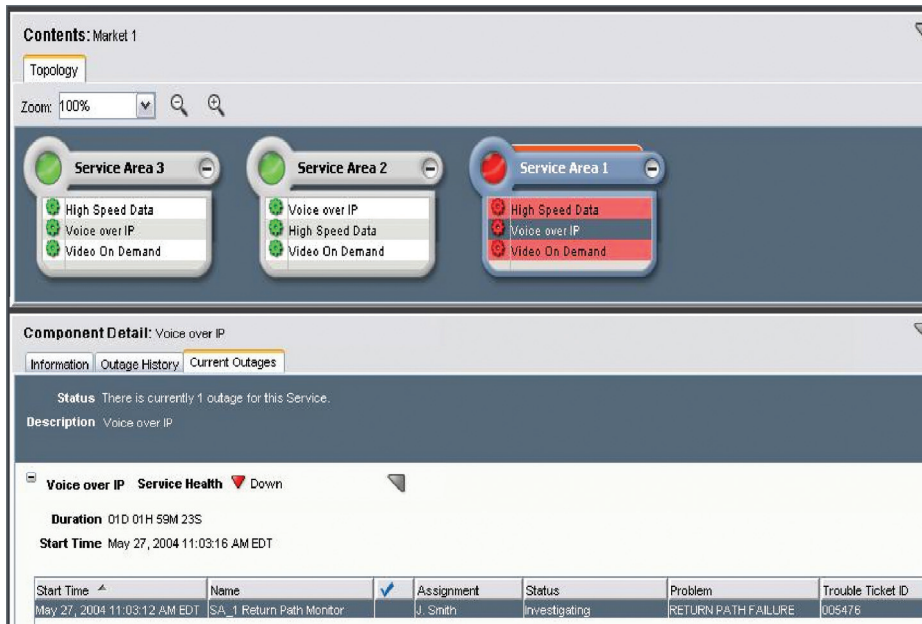 Contents: Market 1
Topology
Zoom: 100%
Service Area 3
High Speed Data
Voice over IP
Video On Demand
Service Area 2
Voice over IP
High Speed Data
Video On Demand
Service Area 1
High Speed Data
Voice over IP
Video On Demand
Component Detail: Voice over IP
Information Outage History Current Outages
Status There is currently 1 outage for this Service.
Description Voice over IP
Voice over IP Service Health Down
Duration 01D 01H 59M 23S
Start Time May 27, 2004 11:03:16 AM EDT
Start Time Name Assignment Status Problem Trouble Ticket ID
May 27, 2004 11:03:12 AM EDT SA_1 Return Path Monitor J. Smith Investigating RETURN PATH FAILURE 005476